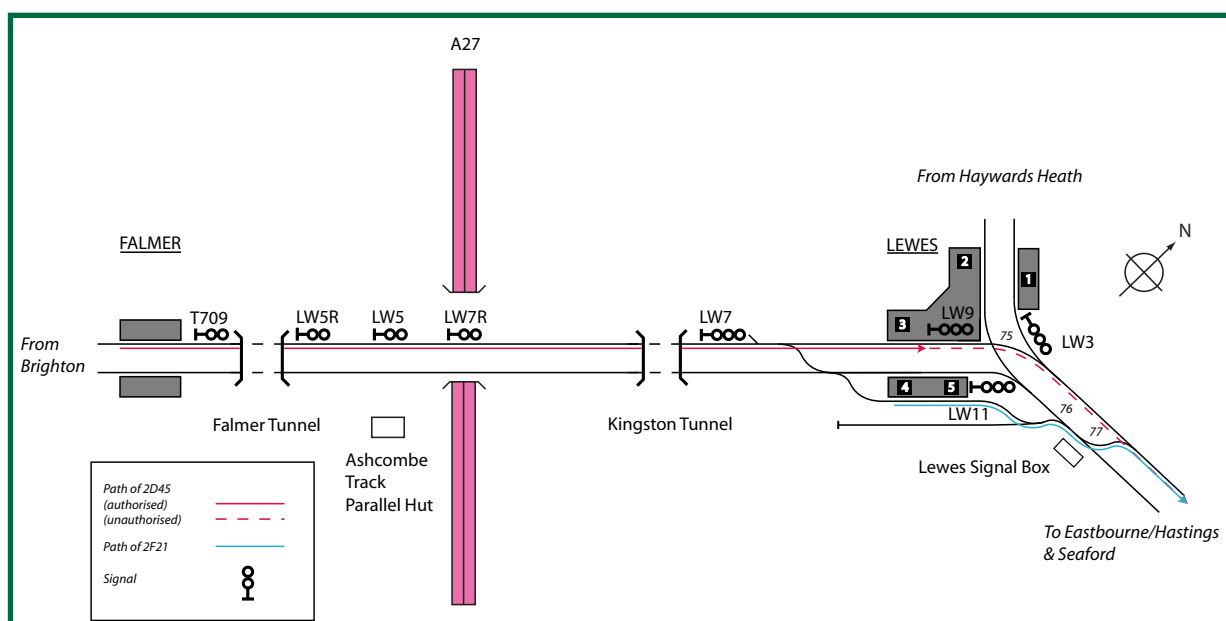 A27
From Haywards Heath
N
FALMER
LEWES
2
1
T709
LW5R
LW5
LW7R
LW7
3
LW9
75
LW3
From
Brighton
4
5
76
77
LW11
Falmer Tunnel
Kingston Tunnel
Lewes Signal Box
Ashcombe
Track
Parallel Hut
To Eastbourne/Hastings
& Seaford
Path of 2D45
(authorised)
(unauthorised)
Path of 2F21
Signal